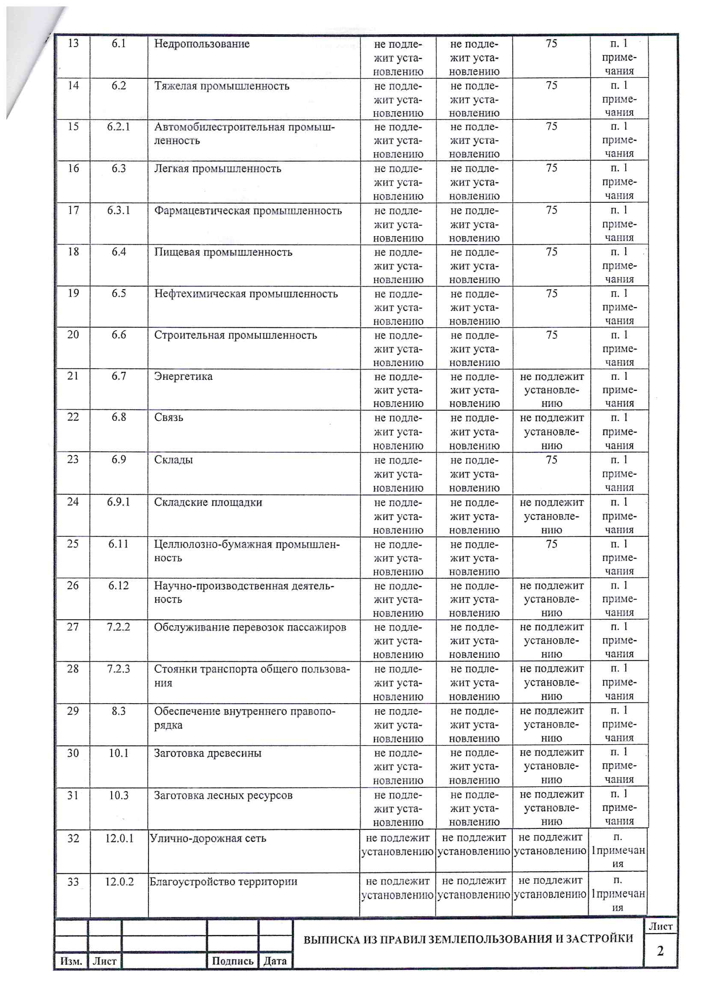 13 6.1 Недропользование не подле- не подле- 75 п. 1
жит уста- жит уста- приме-
новлению новлению чания
14 6.2 Тяжелая промышленность не подле- не подле- 75 п. 1
жит уста- жит уста- приме-
новлению новлению чания
15 6.2.1 Автомобилестроительная промыш- не подле- не подле- 75 п. 1
ленность жит уста- жит уста- приме-
новлению новлению чания
16 6.3 Легкая промышленность не подле- не подле- 75 п. 1
жит уста- жит уста- приме-
новлению новлению чания
17 6.3.1 Фармацевтическая промышленность не подле- не подле- 75 п. 1
жит уста- жит уста- приме-
новлению новлению чания
18 6.4 Пищевая промышленность не подле- не подле- 75 п. 1
жит уста- жит уста- приме-
новлению новлению чания
19 6.5 Нефтехимическая промышленность не подле- не подле- 75 п. 1
жит уста- жит уста- приме-
новлению новлению чания
20 6.6 Строительная промышленность не подле- не подле- 75 п. 1
жит уста- жит уста- приме-
новлению новлению чания
21 6.7 Энергетика не подле- не подле- не подлежит п. 1
жит уста- жит уста- установле- приме-
новлению новлению нию чания
22 6.8 Связь не подле- не подле- не подлежит п. 1
жит уста- жит уста- установле- приме-
новлению новлению нию чания
23 6.9 Склады не подле- не подле- 75 п. 1
жит уста- жит уста- приме-
новлению новлению чания
24 6.9.1 Складские площадки не подле- не подле- не подлежит п. 1
жит уста- жит уста- установле- приме-
новлению новлению нию чания
25 6.11 Целлюлозно-бумажная промышлен- не подле- не подле- 75 п. 1
ность жит уста- жит уста- приме-
новлению новлению чания
26 6.12 Научно-производственная деятель- не подле- не подле- не подлежит п. 1
ность жит уста- жит уста- установле- приме-
новлению новлению нию чания
27 7.2.2 Обслуживание перевозок пассажиров не подле- не подле- не подлежит п. 1
жит уста- жит уста- установле- приме-
новлению новлению нию чания
28 7.2.3 Стоянки транспорта общего пользова- не подле- не подле- не подлежит п. 1
ния жит уста- жит уста- установле- приме-
новлению новлению нию чания
29 8.3 Обеспечение внутреннего правопо- не подле- не подле- не подлежит п. 1
рядка жит уста- жит уста- установле- приме-
новлению новлению нию чания
30 10.1 Заготовка древесины не подле- не подле- не подлежит п. 1
жит уста- жит уста- установле- приме-
новлению новлению нию чания
31 10.3 Заготовка лесных ресурсов не подле- не подле- не подлежит п. 1
жит уста- жит уста- установле- приме-
новлению новлению нию чания
32 12.0.1 Улично-дорожная сеть не подлежит не подлежит не подлежит п.
установлению установлению установлению 1примечан
ия
33 12.0.2 Благоустройство территории не подлежит не подлежит не подлежит п.
установлению установлению установлению 1примечан
ия
Лист
ВЫПИСКА ИЗ ПРАВИЛ ЗЕМЛЕПОЛЬЗОВАНИЯ И ЗАСТРОЙКИ
2
Изм. Лист Подпись Дата